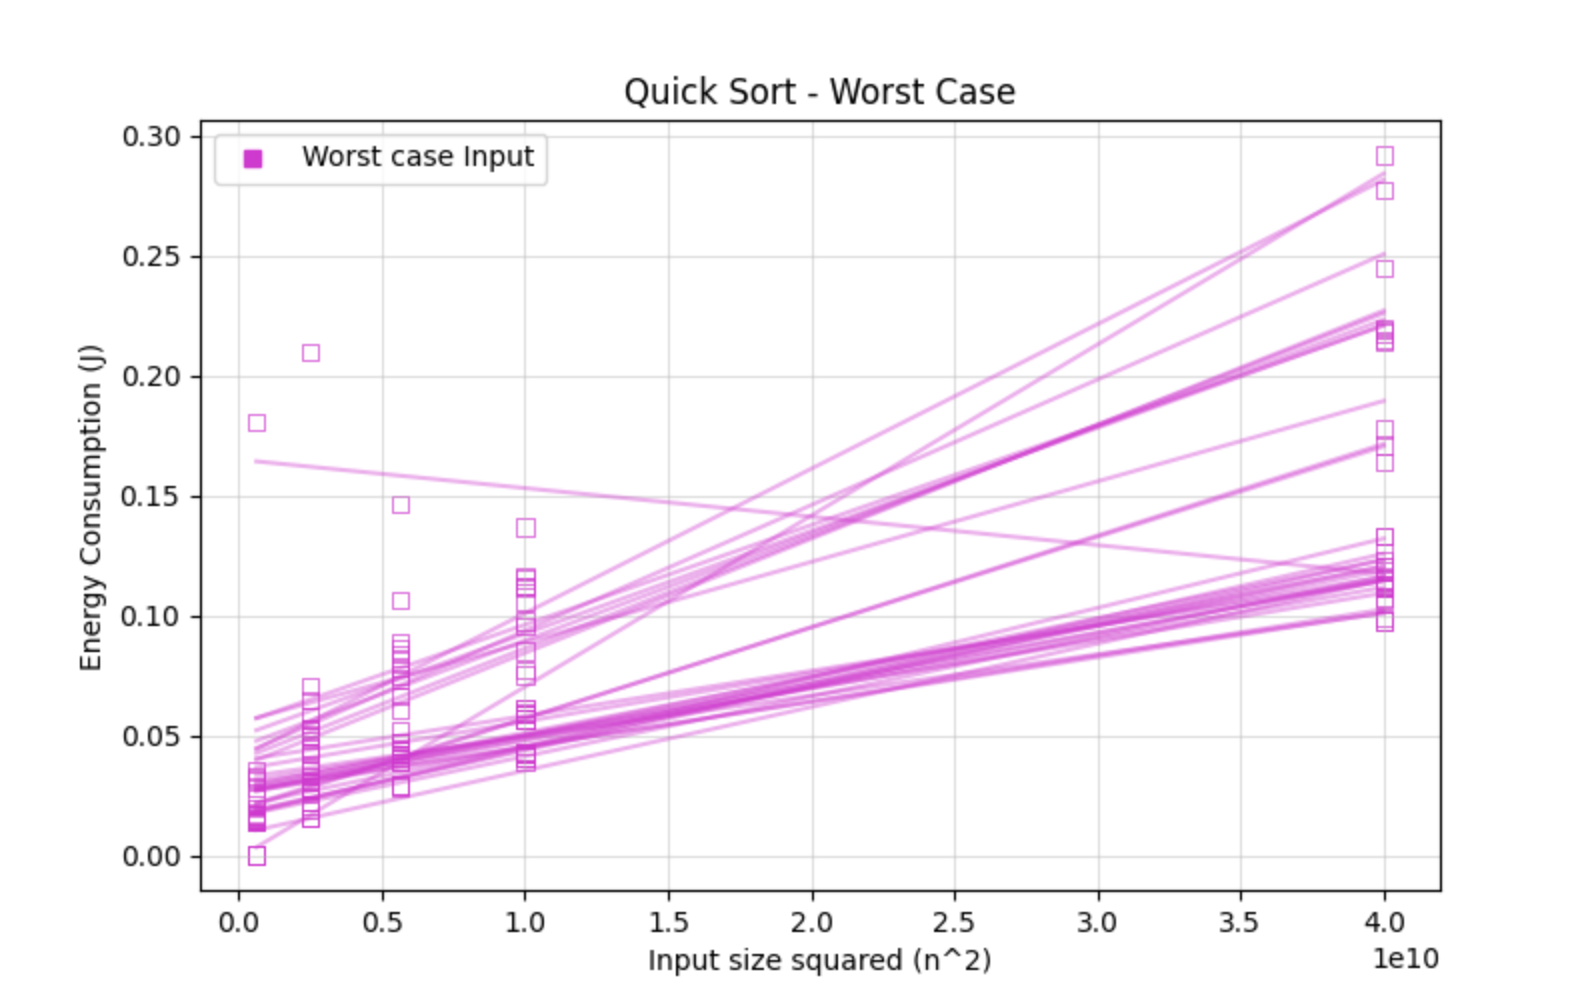 Quick Sort - Worst Case
Worst case Input
Energy Consumption (J)
0.30
0.25
0.20
0.15
0.10
0.05
0.00
0.0 0.5 1.0 1.5 2.0 2.5 3.0 3.5 4.0
1e10
Input size squared (n^2)